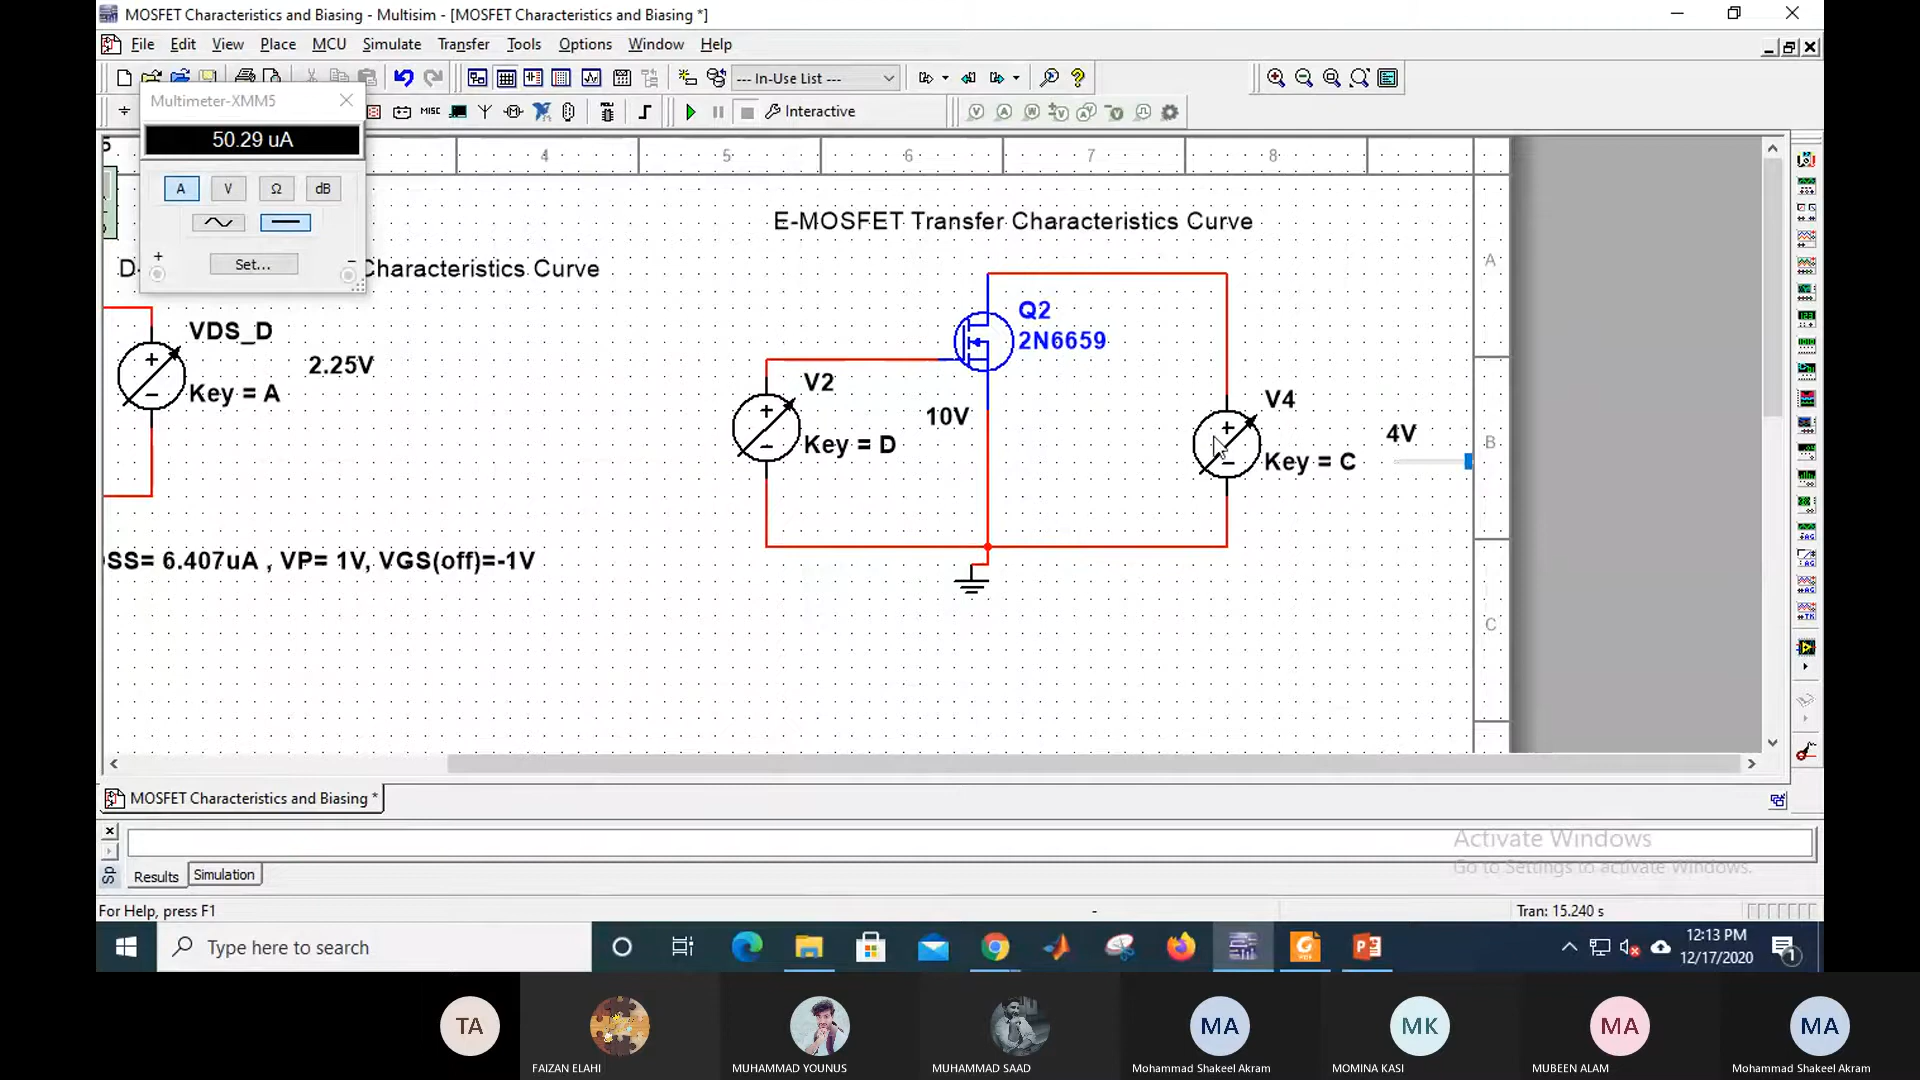 MOSFET Characteristics and Biasing - Multisim - [MOSFET Characteristics and Biasing *]
File Edit View Place MCU Simulate Transfer Tools Options Window Help
--- In-Use List ---
Multimeter-XMM5
MISC
Interactive
50.29 uA
A V Ω dB
+ −
Set...
4 5 6 7 8
A
B
C
E-MOSFET Transfer Characteristics Curve
D-
Characteristics Curve
VDS_D
2.25V
Key = A
Q2
2N6659
V2
10V
Key = D
V4
4V
Key = C
SS= 6.407uA , VP= 1V, VGS(off)=-1V
MOSFET Characteristics and Biasing *
Results Simulation
Activate Windows
Go to Settings to activate Windows.
For Help, press F1
-
Tran: 15.240 s
Type here to search
12:13 PM
12/17/2020
1
TA
MA
MK
MA
MA
FAIZAN ELAHI
MUHAMMAD YOUNUS
MUHAMMAD SAAD
Mohammad Shakeel Akram
MOMINA KASI
MUBEEN ALAM
Mohammad Shakeel Akram